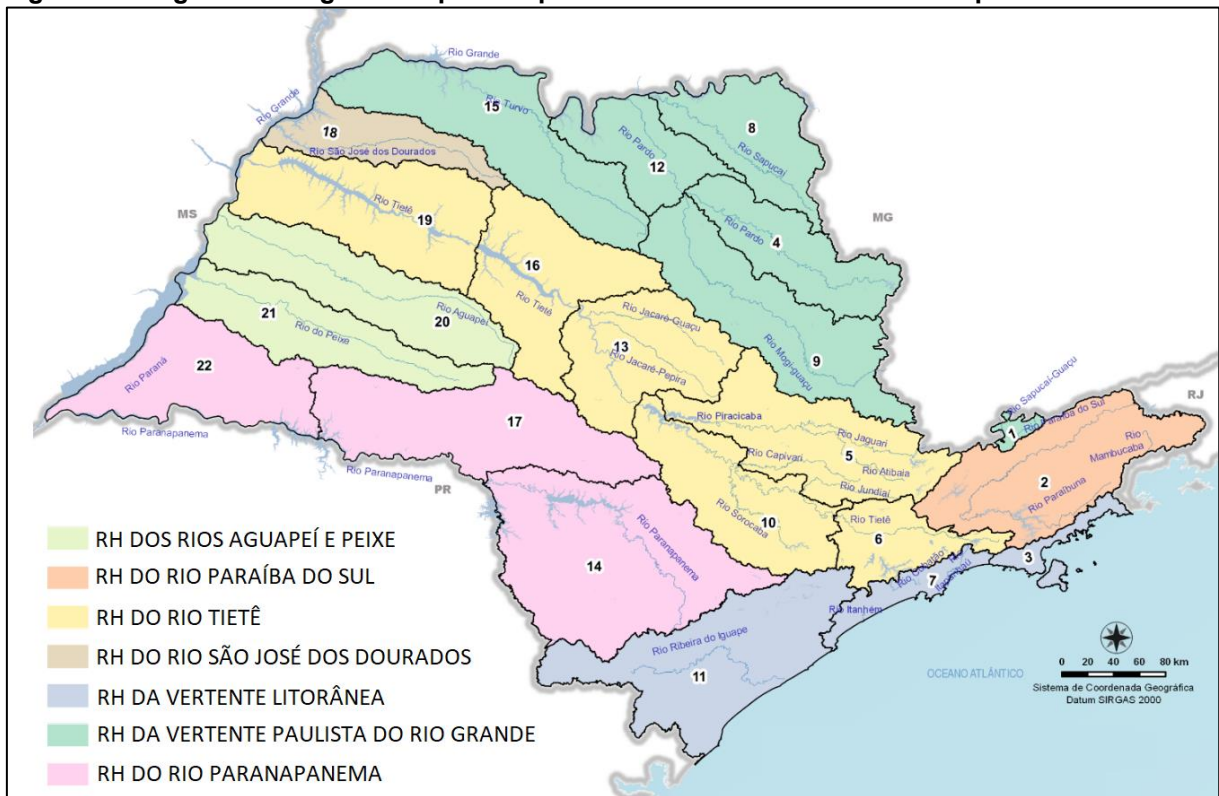 Rio Grande
Rio Grande
15
Rio Turvo
8
18
Rio Pardo
12
Rio Sapucaí
Rio São José dos Dourados
MS
Rio Tietê
19
MG
Rio Pardo
4
16
Rio Tietê
21
Rio Aguapeí
20
Rio do Peixe
Rio Jacaré-Guaçu
13
Rio Jacaré-Pepira
Rio Mogi-guaçu
9
22
Rio Paraná
Rio Sapucaí-Guaçu
RJ
17
Rio Piracicaba
1
Rio Paraíba do Sul
Rio Paranapanema
Rio Jaguari
Rio
Mambucaba
Rio Capivari
5
Rio Atibaia
Rio Paranapanema
2
PR
Rio Jundiaí
Rio Paraibuna
Rio Sorocaba
10
Rio Tietê
6
Rio Paranapanema
14
3
7
Rio Itanhém
Rio Ribeira do Iguape
11
RH DOS RIOS AGUAPEÍ E PEIXE
RH DO RIO PARAÍBA DO SUL
RH DO RIO TIETÊ
RH DO RIO SÃO JOSÉ DOS DOURADOS
RH DA VERTENTE LITORÂNEA
RH DA VERTENTE PAULISTA DO RIO GRANDE
RH DO RIO PARANAPANEMA
OCEANO ATLÂNTICO
0 20 40 60 80 km
Sistema de Coordenada Geográfica
Datum SIRGAS 2000